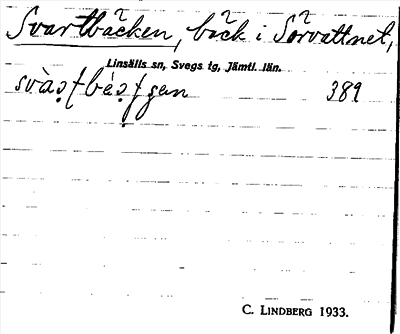 Svartbäcken, bäck i Sörvattnet,
Linsälls sn, Svegs tg, Jämtl. län.
389
C. LINDBERG 1933.